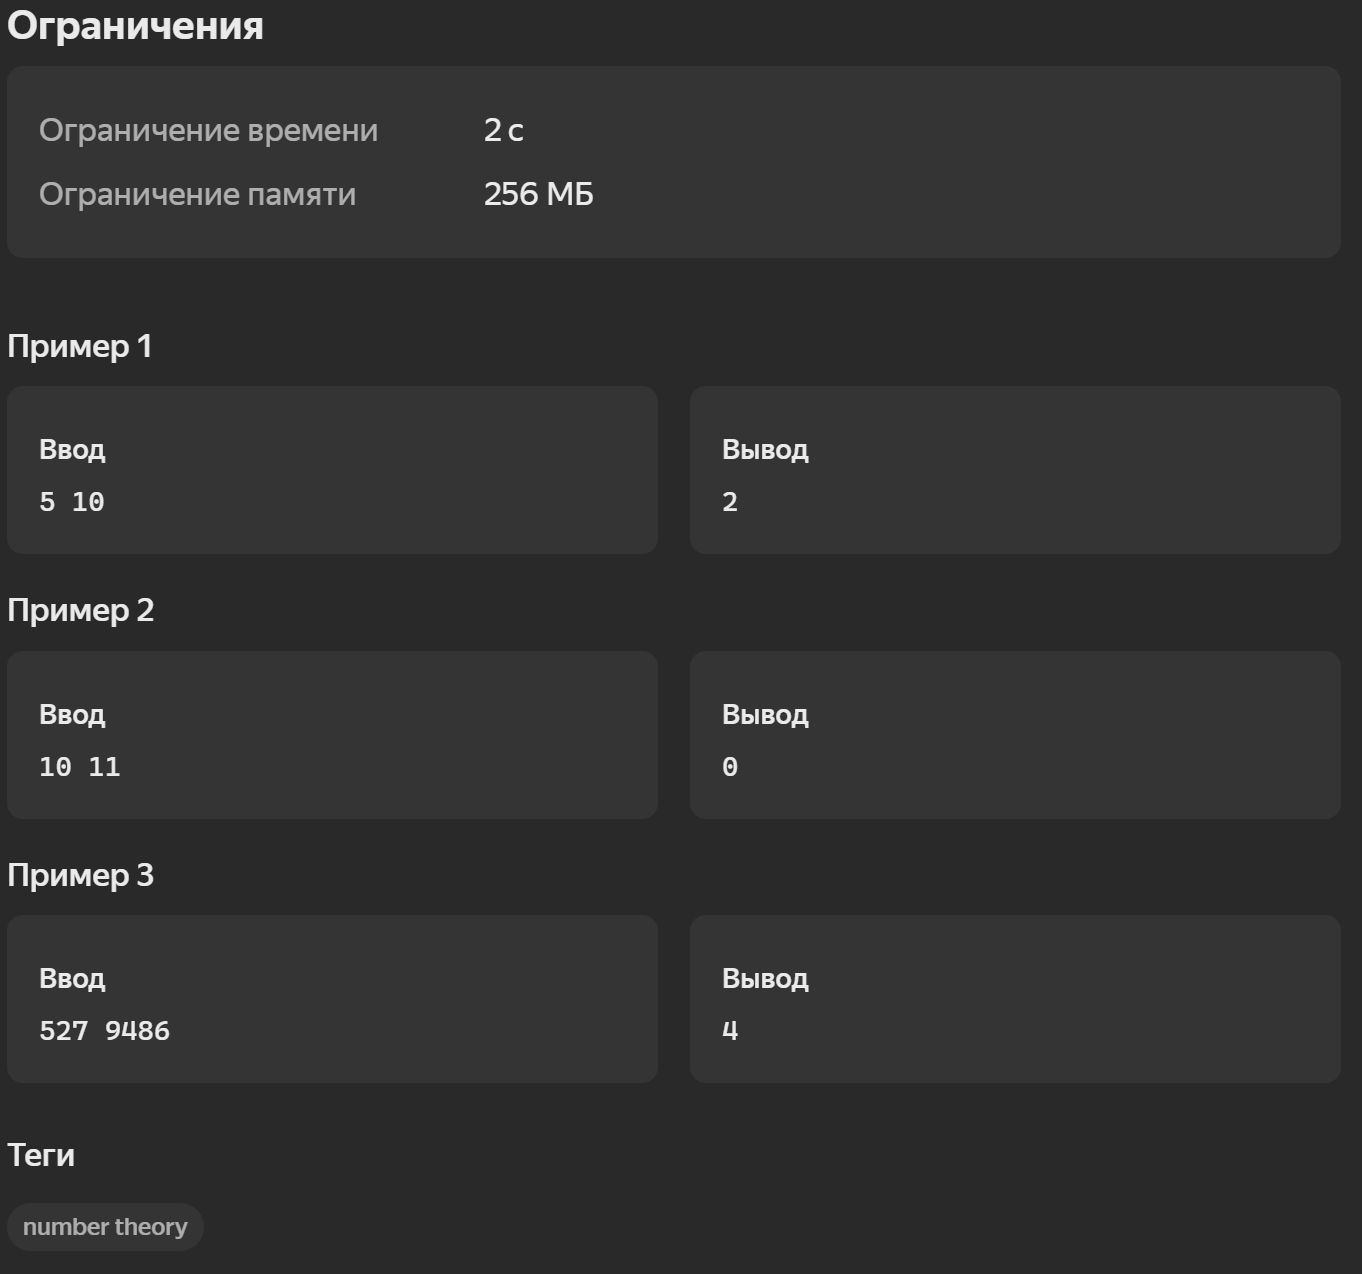 Ограничения
Ограничение времени 2 с
Ограничение памяти 256 МБ
Пример 1
Ввод
5 10
Вывод
2
Пример 2
Ввод
10 11
Вывод
0
Пример 3
Ввод
527 9486
Вывод
4
Теги
number theory